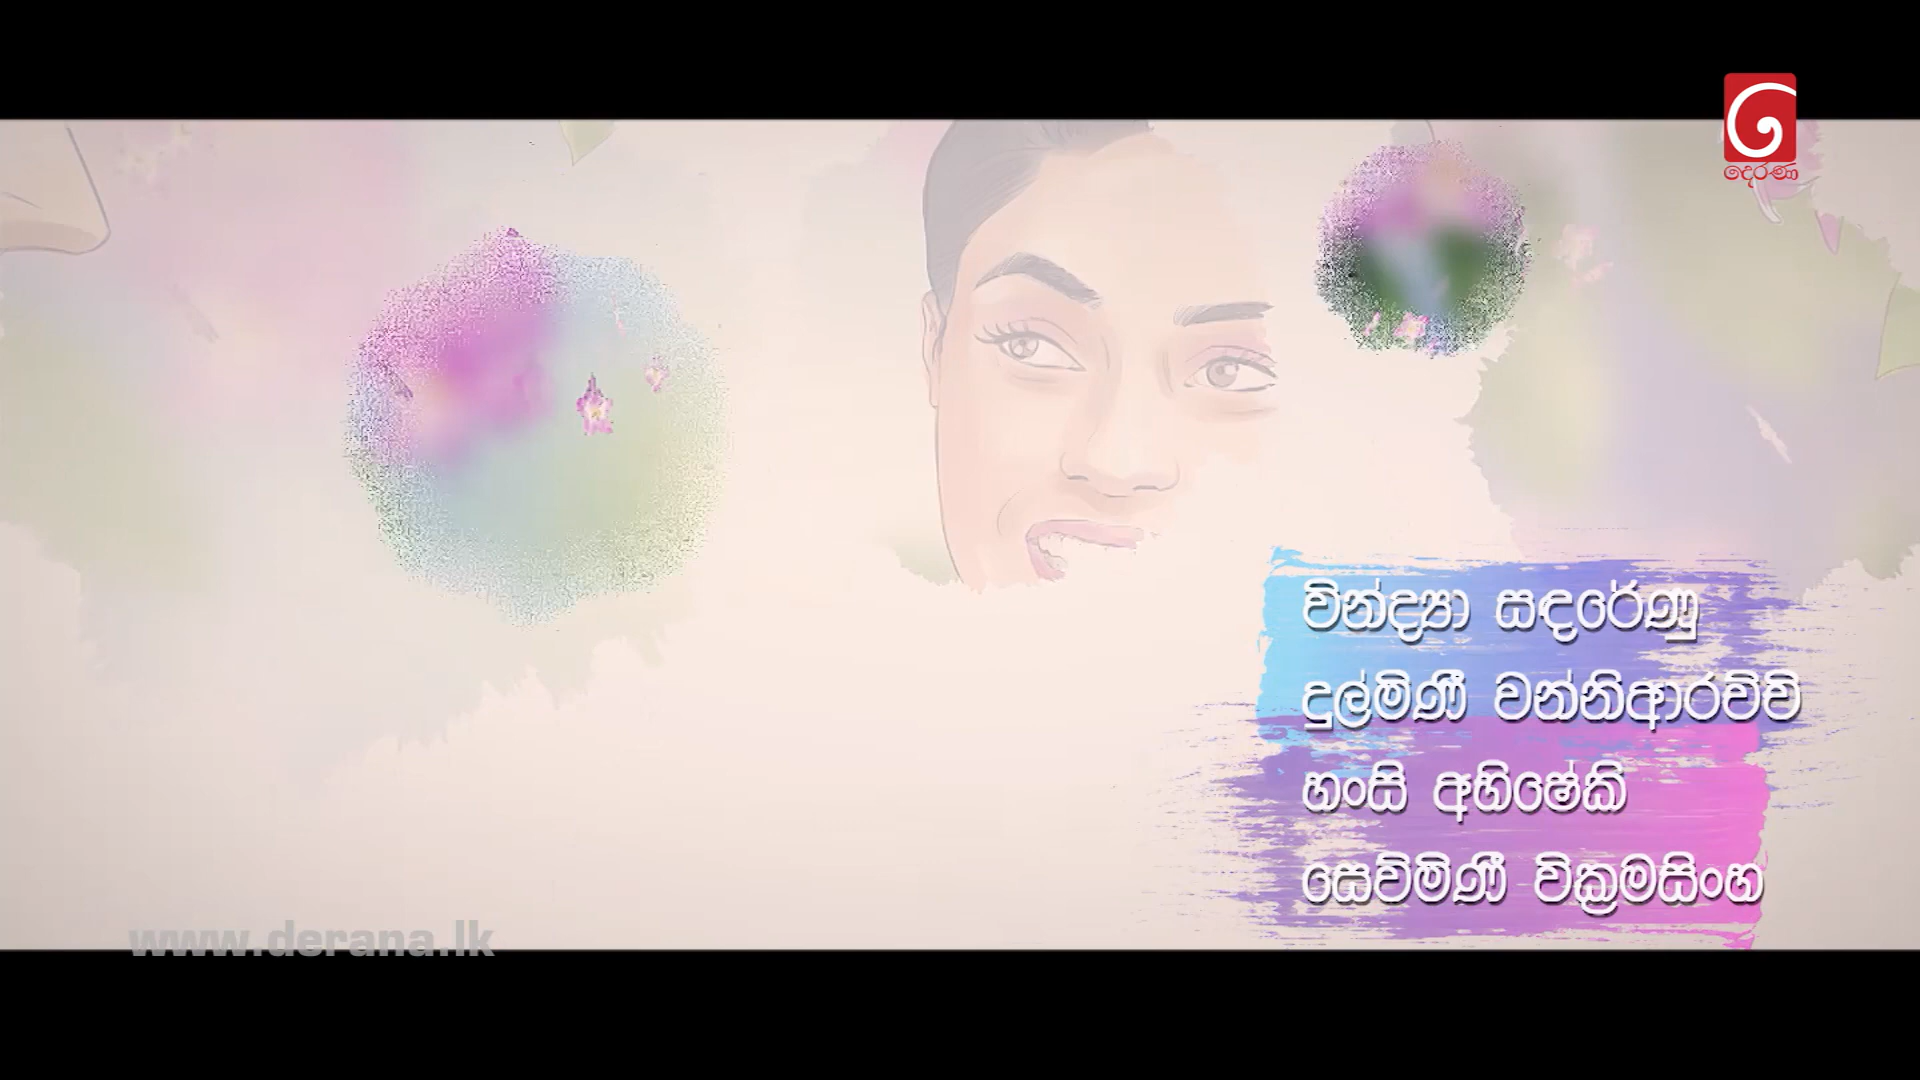 දෙරණ
වින්ද්‍යා සඳරේණු
දුල්මිණී වන්නිආරච්චි
හංසි අභිෂේකි
සෙව්මිණී වික්‍රමසිංහ
www.derana.lk